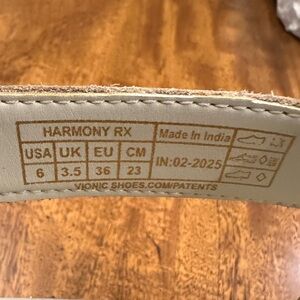 HARMONY RX
Made In India
USA UK EU CM
6 3.5 36 23
IN:02-2025
VIONIC SHOES.COM/PATENTS